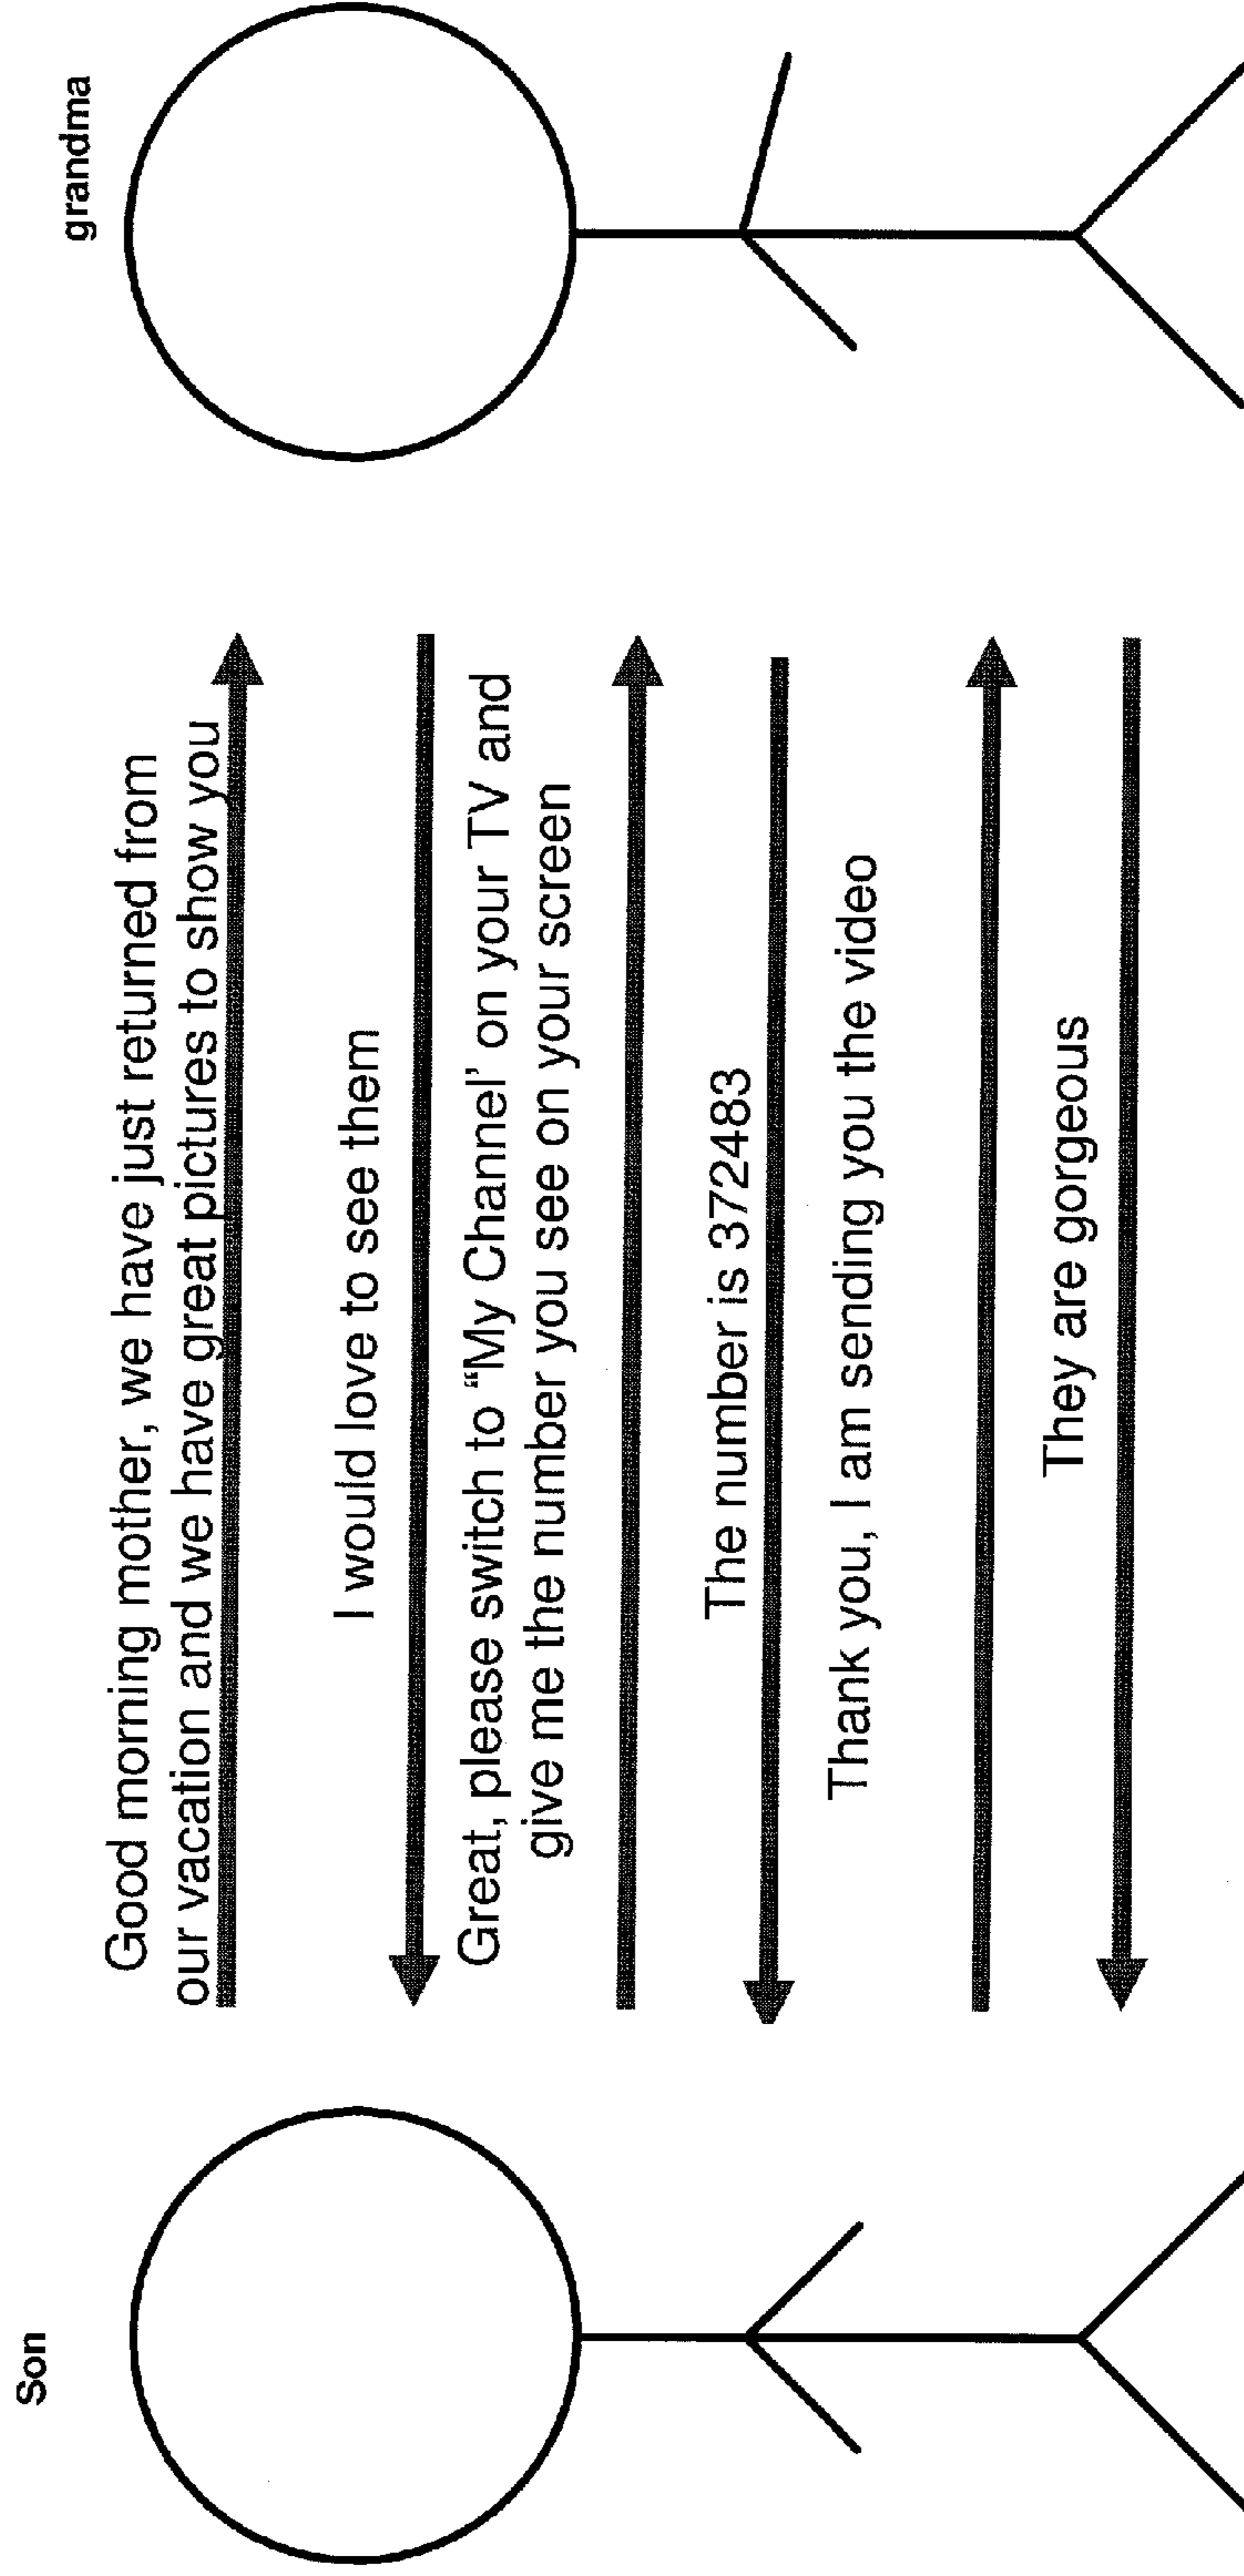 Son
grandma
Good morning mother, we have just returned from
our vacation and we have great pictures to show you
I would love to see them
Great, please switch to “My Channel’ on your TV and
give me the number you see on your screen
The number is 372483
Thank you, I am sending you the video
They are gorgeous